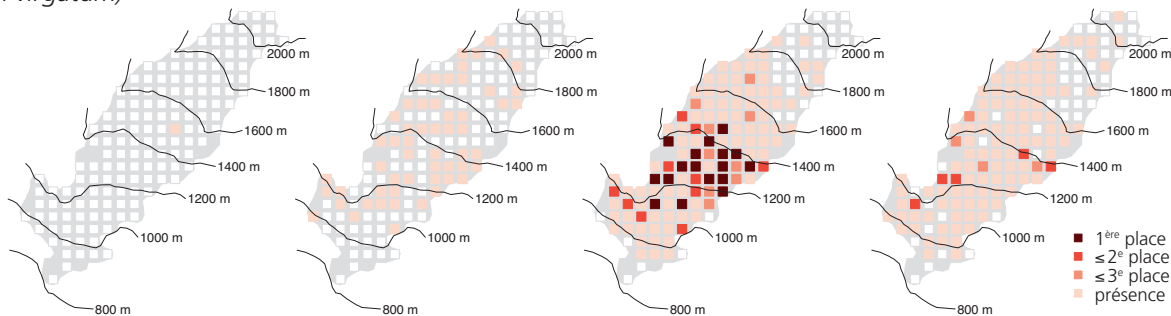 virgatum)
2000 m
1800 m
1600 m
1400 m
1200 m
1000 m
800 m
2000 m
1800 m
1600 m
1400 m
1200 m
1000 m
800 m
2000 m
1800 m
1600 m
1400 m
1200 m
1000 m
800 m
2000 m
1800 m
1600 m
1400 m
1200 m
1000 m
800 m
1ère place
≤ 2e place
≤ 3e place
présence